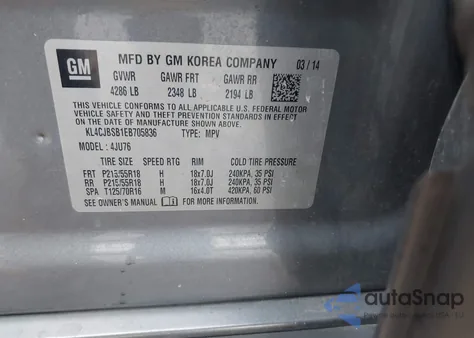 GM
MFD BY GM KOREA COMPANY 03 / 14
GVWR GAWR FRT GAWR RR
4286 LB 2348 LB 2194 LB
THIS VEHICLE CONFORMS TO ALL APPLICABLE U.S. FEDERAL MOTOR
VEHICLE SAFETY AND THEFT PREVENTION STANDARDS IN EFFECT
ON THE DATE OF MANUFACTURE SHOWN ABOVE.
KL4CJBSB1EB705836 TYPE: MPV
MODEL : 4JU76
TIRE SIZE SPEED RTG RIM COLD TIRE PRESSURE
FRT P215/55R18 H 18x7.0J 240KPA, 35 PSI
RR P215/55R18 H 18x7.0J 240KPA, 35 PSI
SPA T125/70R16 M 16x4.0T 420KPA, 60 PSI
SEE OWNER'S MANUAL FOR ADDITIONAL INFORMATION
autoSnap